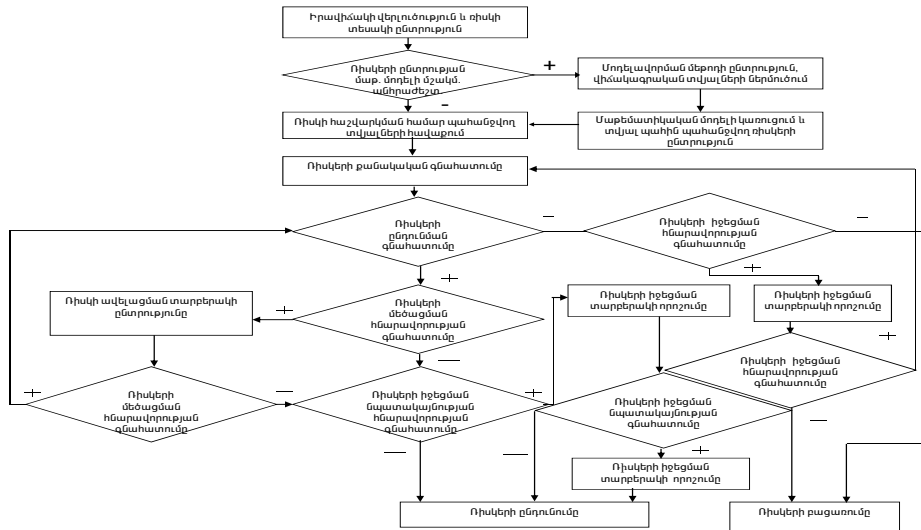 Իրավիճակի վերլուծություն և ռիսկի
տեսակի ընտրություն
Ռիսկերի ընտրության
մաթ. մոդելի մշակմ.
անհրաժեշտ
+
Մոդելավորման մեթոդի ընտրություն,
վիճակագրական տվյալների ներմուծում
–
Ռիսկի հաշվարկման համար պահանջվող
տվյալների հավաքում
Մաթեմատիկական մոդելի կառուցում և
տվյալ պահին պահանջվող ռիսկերի
ընտրություն
Ռիսկերի քանակական գնահատումը
Ռիսկերի
ընդունման
գնահատումը
–
Ռիսկերի իջեցման
հնարավորության
գնահատումը
–
+
+
Ռիսկի ավելացման տարբերակի
ընտրությունը
+
Ռիսկերի
մեծացման
հնարավորության
գնահատումը
Ռիսկերի իջեցման
տարբերակի որոշումը
Ռիսկերի իջեցման
տարբերակի որոշումը
–
+
Ռիսկերի իջեցման
հնարավորության
գնահատումը
+
Ռիսկերի
մեծացման
հնարավորության
գնահատումը
–
Ռիսկերի իջեցման
նպատակայնության
հնարավորության
գնահատումը
+
Ռիսկերի իջեցման
նպատակայնության
գնահատումը
–
–
–
+
Ռիսկերի իջեցման
տարբերակի որոշումը
Ռիսկերի ընդունումը
Ռիսկերի բացառումը